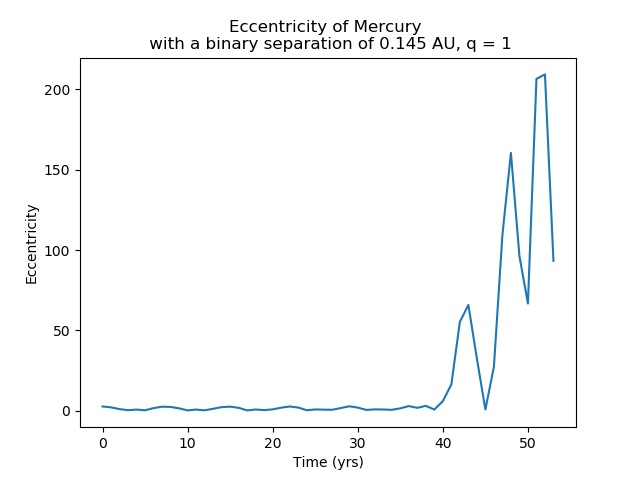 Eccentricity of Mercury
with a binary separation of 0.145 AU, q = 1
Eccentricity
200
150
100
50
0
0 10 20 30 40 50
Time (yrs)